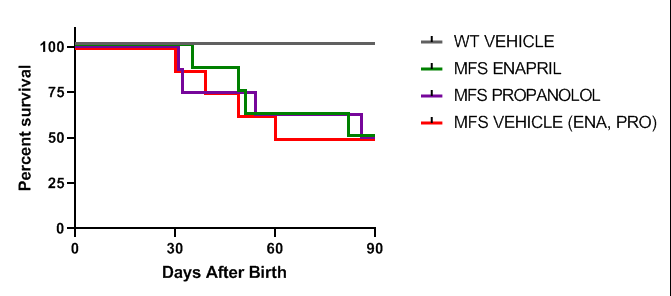 100
75
50
25
0
0 30 60 90
Percent survival
Days After Birth
WT VEHICLE
MFS ENAPRIL
MFS PROPANOLOL
MFS VEHICLE (ENA, PRO)